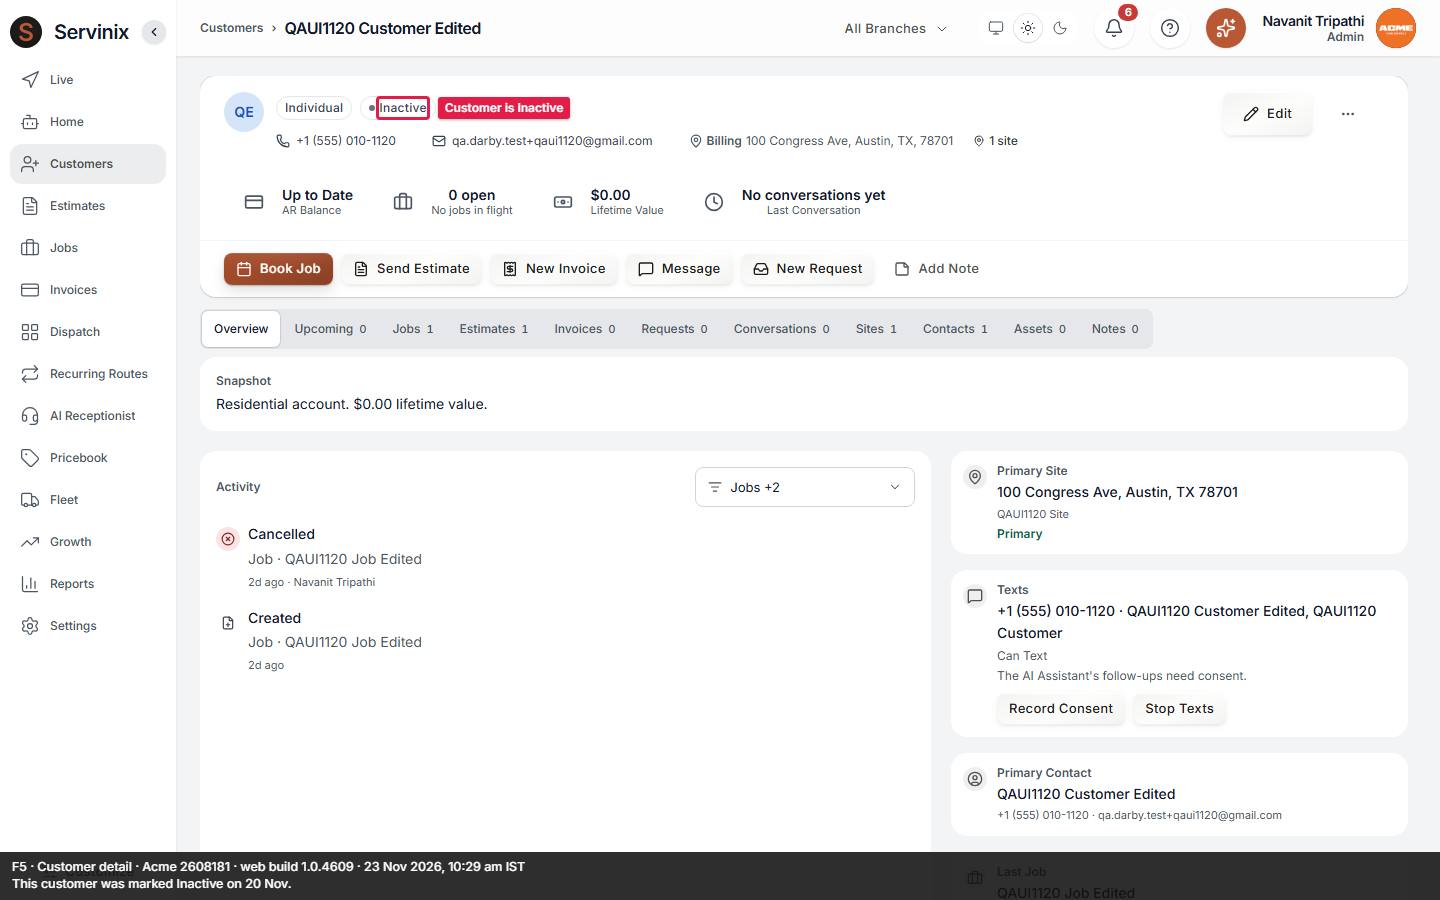 S
Servinix
Customers › QAUI1120 Customer Edited
All Branches
6
Navanit Tripathi
Admin
ACME
Live
Home
Customers
Estimates
Jobs
Invoices
Dispatch
Recurring Routes
AI Receptionist
Pricebook
Fleet
Growth
Reports
Settings
QE
Individual
Inactive
Customer is Inactive
Edit
+1 (555) 010-1120
qa.darby.test+qaui1120@gmail.com
Billing 100 Congress Ave, Austin, TX, 78701
1 site
Up to Date
AR Balance
0 open
No jobs in flight
$0.00
Lifetime Value
No conversations yet
Last Conversation
Book Job
Send Estimate
New Invoice
Message
New Request
Add Note
Overview
Upcoming 0
Jobs 1
Estimates 1
Invoices 0
Requests 0
Conversations 0
Sites 1
Contacts 1
Assets 0
Notes 0
Snapshot
Residential account. $0.00 lifetime value.
Activity
Jobs +2
Cancelled
Job · QAUI1120 Job Edited
2d ago · Navanit Tripathi
Created
Job · QAUI1120 Job Edited
2d ago
Primary Site
100 Congress Ave, Austin, TX 78701
QAUI1120 Site
Primary
Texts
+1 (555) 010-1120 · QAUI1120 Customer Edited, QAUI1120
Customer
Can Text
The AI Assistant's follow-ups need consent.
Record Consent
Stop Texts
Primary Contact
QAUI1120 Customer Edited
+1 (555) 010-1120 · qa.darby.test+qaui1120@gmail.com
Last Job
QAUI1120 Job Edited
F5 · Customer detail · Acme 2608181 · web build 1.0.4609 · 23 Nov 2026, 10:29 am IST
This customer was marked Inactive on 20 Nov.